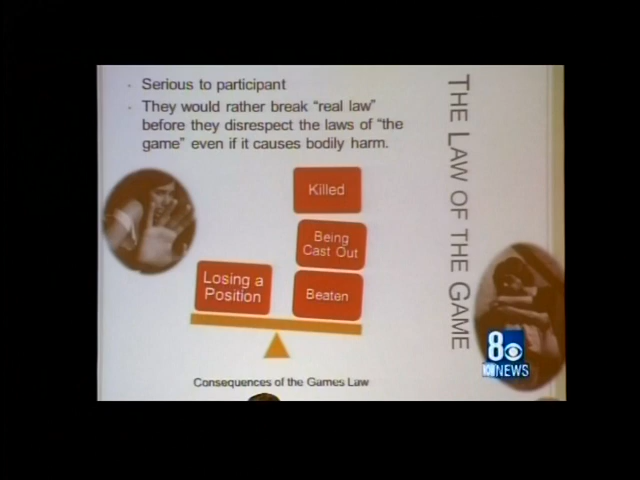 Serious to participant
They would rather break "real law"
before they disrespect the laws of "the
game" even if it causes bodily harm.
THE LAW OF THE GAME
Killed
Being
Cast Out
Losing a
Position
Beaten
Consequences of the Games Law
8
NEWS